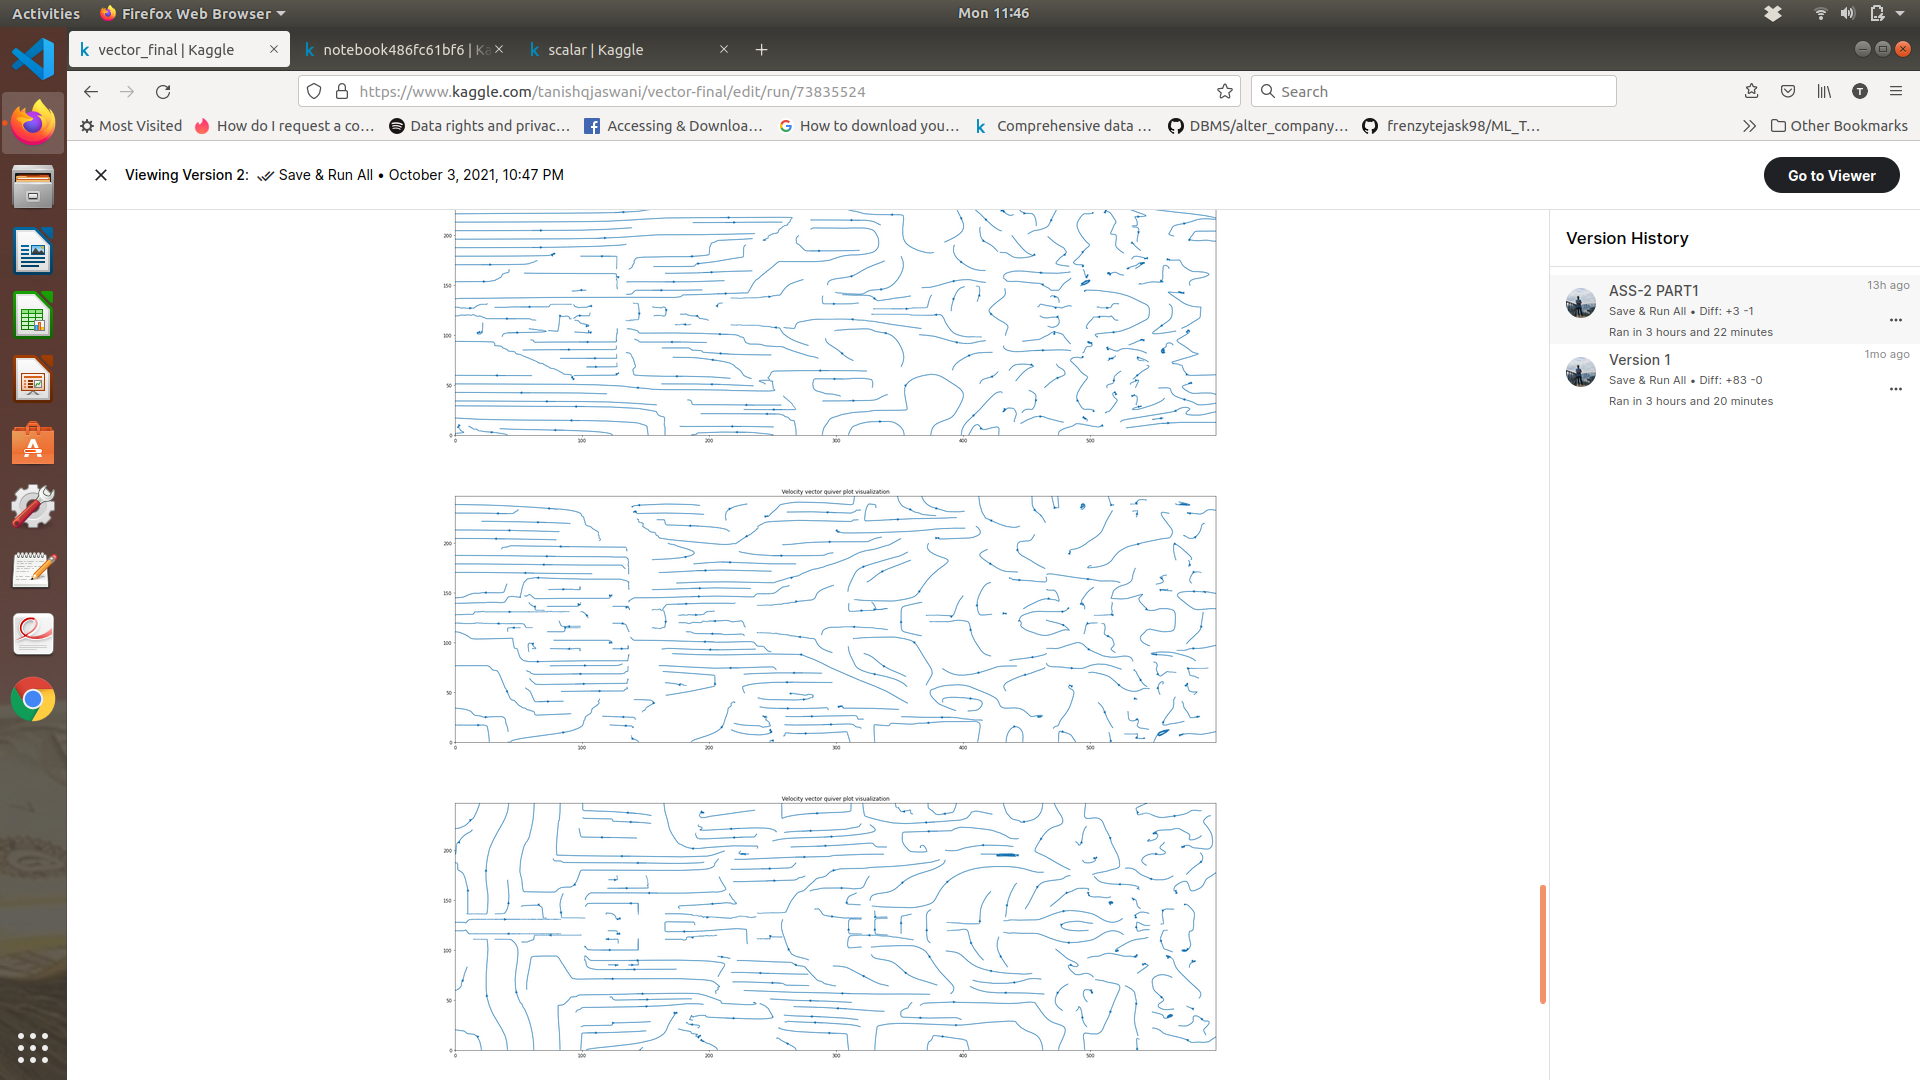 Activities Firefox Web Browser Mon 11:46
vector_final | Kaggle notebook486fc61bf6 | Ka scalar | Kaggle
https://www.kaggle.com/tanishqjaswani/vector-final/edit/run/73835524 Search T
Most Visited How do I request a co… Data rights and privac… Accessing & Downloa… How to download you… Comprehensive data … DBMS/alter_company,… frenzytejask98/ML_T… Other Bookmarks
Viewing Version 2: Save & Run All • October 3, 2021, 10:47 PM Go to Viewer
Version History
ASS-2 PART1 13h ago
Save & Run All • Diff: +3 -1
Ran in 3 hours and 22 minutes
Version 1 1mo ago
Save & Run All • Diff: +83 -0
Ran in 3 hours and 20 minutes
200
150
100
50
0
0 100 200 300 400 500
Velocity vector quiver plot visualization
200
150
100
50
0
0 100 200 300 400 500
Velocity vector quiver plot visualization
200
150
100
50
0
0 100 200 300 400 500